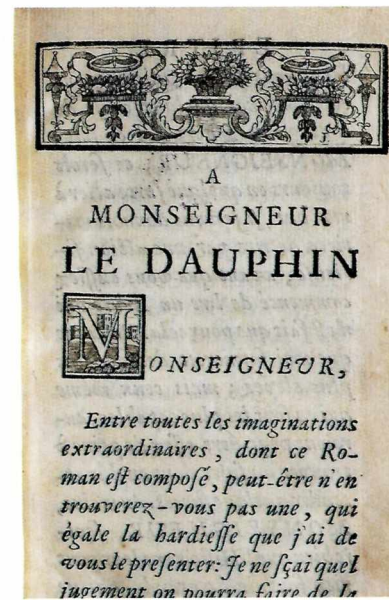 A
MONSEIGNEUR
LE DAUPHIN
MONSEIGNEVR,
Entre toutes les imaginations
extraordinaires, dont ce Ro-
man eſt compoſé, peut-être n'en
trouverez-vous pas une, qui
égale la hardieſſe que j'ai de
vous le preſenter: Je ne ſçai quel
jugement on pourra faire de la